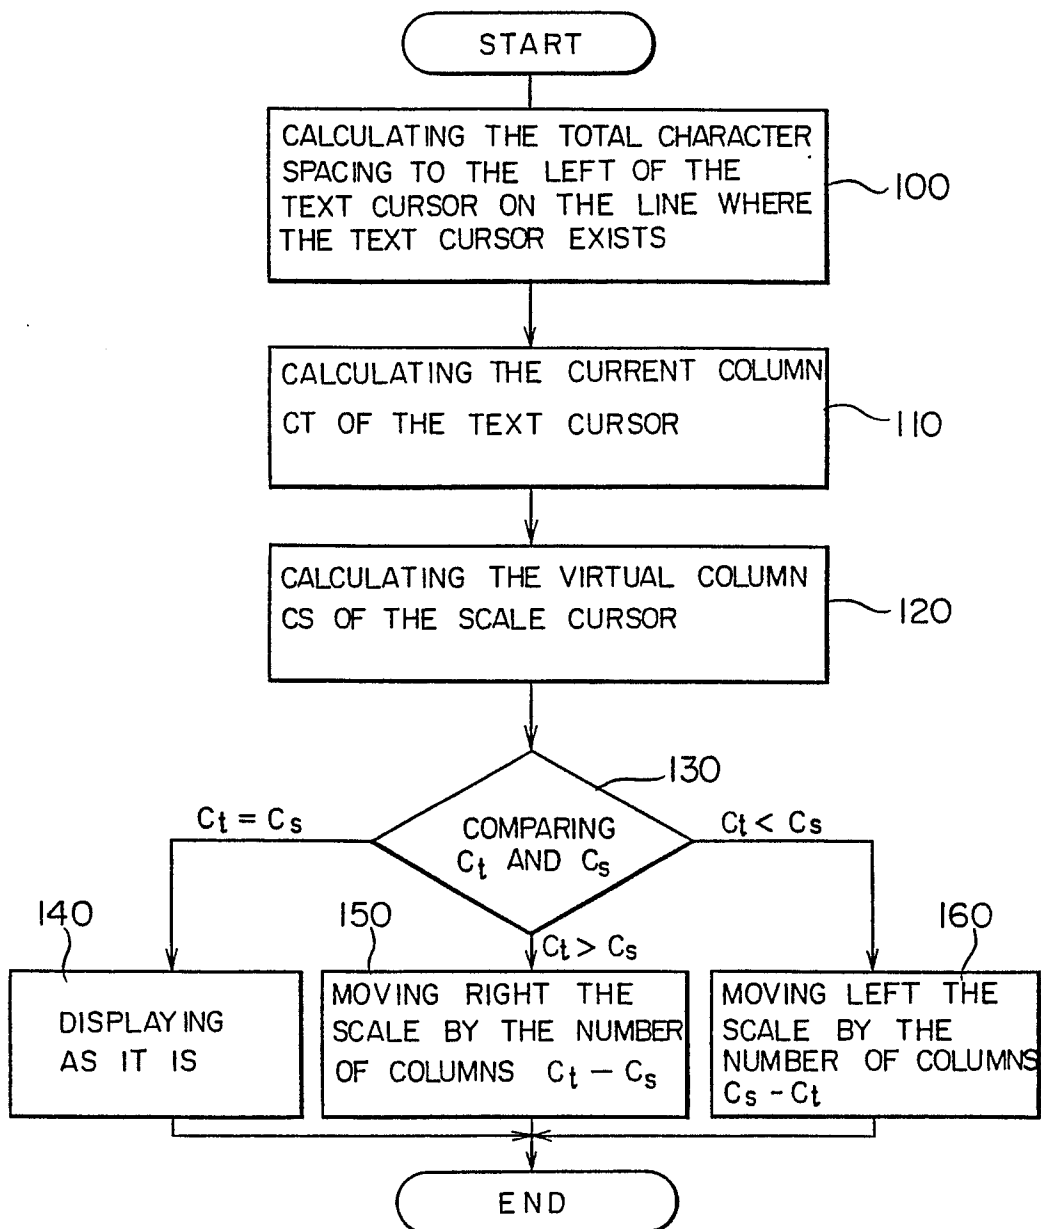 START
CALCULATING THE TOTAL CHARACTER
SPACING TO THE LEFT OF THE
TEXT CURSOR ON THE LINE WHERE
THE TEXT CURSOR EXISTS
100
CALCULATING THE CURRENT COLUMN
CT OF THE TEXT CURSOR
110
CALCULATING THE VIRTUAL COLUMN
CS OF THE SCALE CURSOR
120
130
COMPARING
Ct AND Cs
Ct = Cs
Ct < Cs
Ct > Cs
140
DISPLAYING
AS IT IS
150
MOVING RIGHT THE
SCALE BY THE NUMBER
OF COLUMNS Ct - Cs
160
MOVING LEFT THE
SCALE BY THE
NUMBER OF COLUMNS
Cs - Ct
END